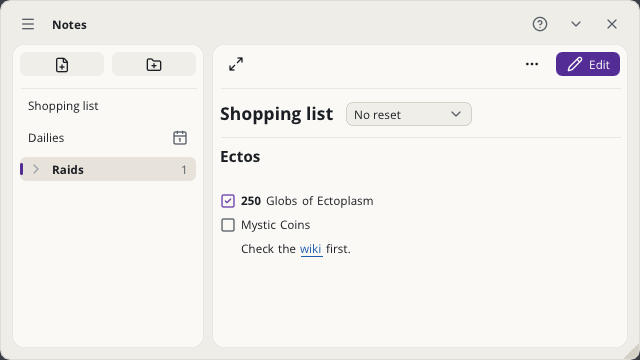 Notes
Edit
Shopping list
Dailies
Raids 1
Shopping list No reset
Ectos
250 Globs of Ectoplasm
Mystic Coins
Check the wiki first.